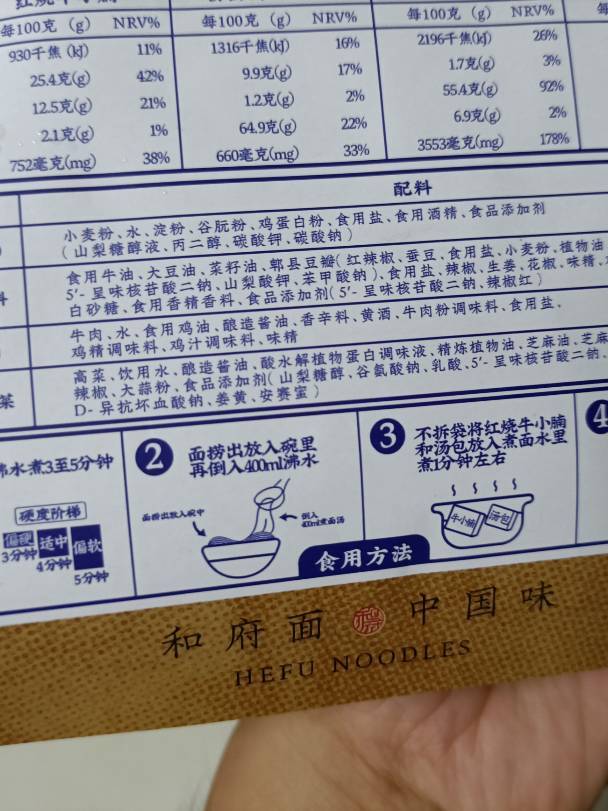 每100克 (g) NRV% 每100克 (g) NRV% 每100克 (g) NRV%
930千焦(kJ) 11% 1316千焦(kJ) 16% 2196千焦(kJ) 26%
25.4克(g) 42% 9.9克(g) 17% 1.7克(g) 3%
12.5克(g) 21% 1.2克(g) 2% 55.4克(g) 92%
2.1克(g) 1% 64.9克(g) 22% 6.9克(g) 2%
752毫克(mg) 38% 660毫克(mg) 33% 3553毫克(mg) 178%
配料
小麦粉、水、淀粉、谷朊粉、鸡蛋白粉、食用盐、食用酒精、食品添加剂
(山梨糖醇液、丙二醇、碳酸钾、碳酸钠)
食用牛油、大豆油、菜籽油、郫县豆瓣(红辣椒、蚕豆、食用盐、小麦粉、植物油
5′-呈味核苷酸二钠、山梨酸钾、苯甲酸钠)、食用盐、辣椒、生姜、花椒、味精、
白砂糖、食用香精香料、食品添加剂(5′-呈味核苷酸二钠、辣椒红)
牛肉、水、食用鸡油、酿造酱油、香辛料、黄酒、牛肉粉调味料、食用盐、
鸡精调味料、鸡汁调味料、味精
菜 高菜、饮用水、酿造酱油、酸水解植物蛋白调味液、精炼植物油、芝麻油、芝麻
辣椒、大蒜粉、食品添加剂(山梨糖醇、谷氨酸钠、乳酸、5′-呈味核苷酸二钠、
D-异抗坏血酸钠、姜黄、安赛蜜)
沸水煮3至5分钟
硬度阶梯
偏硬 适中 偏软
3分钟 4分钟 5分钟
2 面捞出放入碗里
再倒入400ml沸水
面捞出放入碗中
倒入
400ml煮面汤
3 不拆袋将红烧牛小腩
和汤包放入煮面水里
煮1分钟左右
牛小腩 汤包
4
食用方法
和府面 中国味
HEFU NOODLES